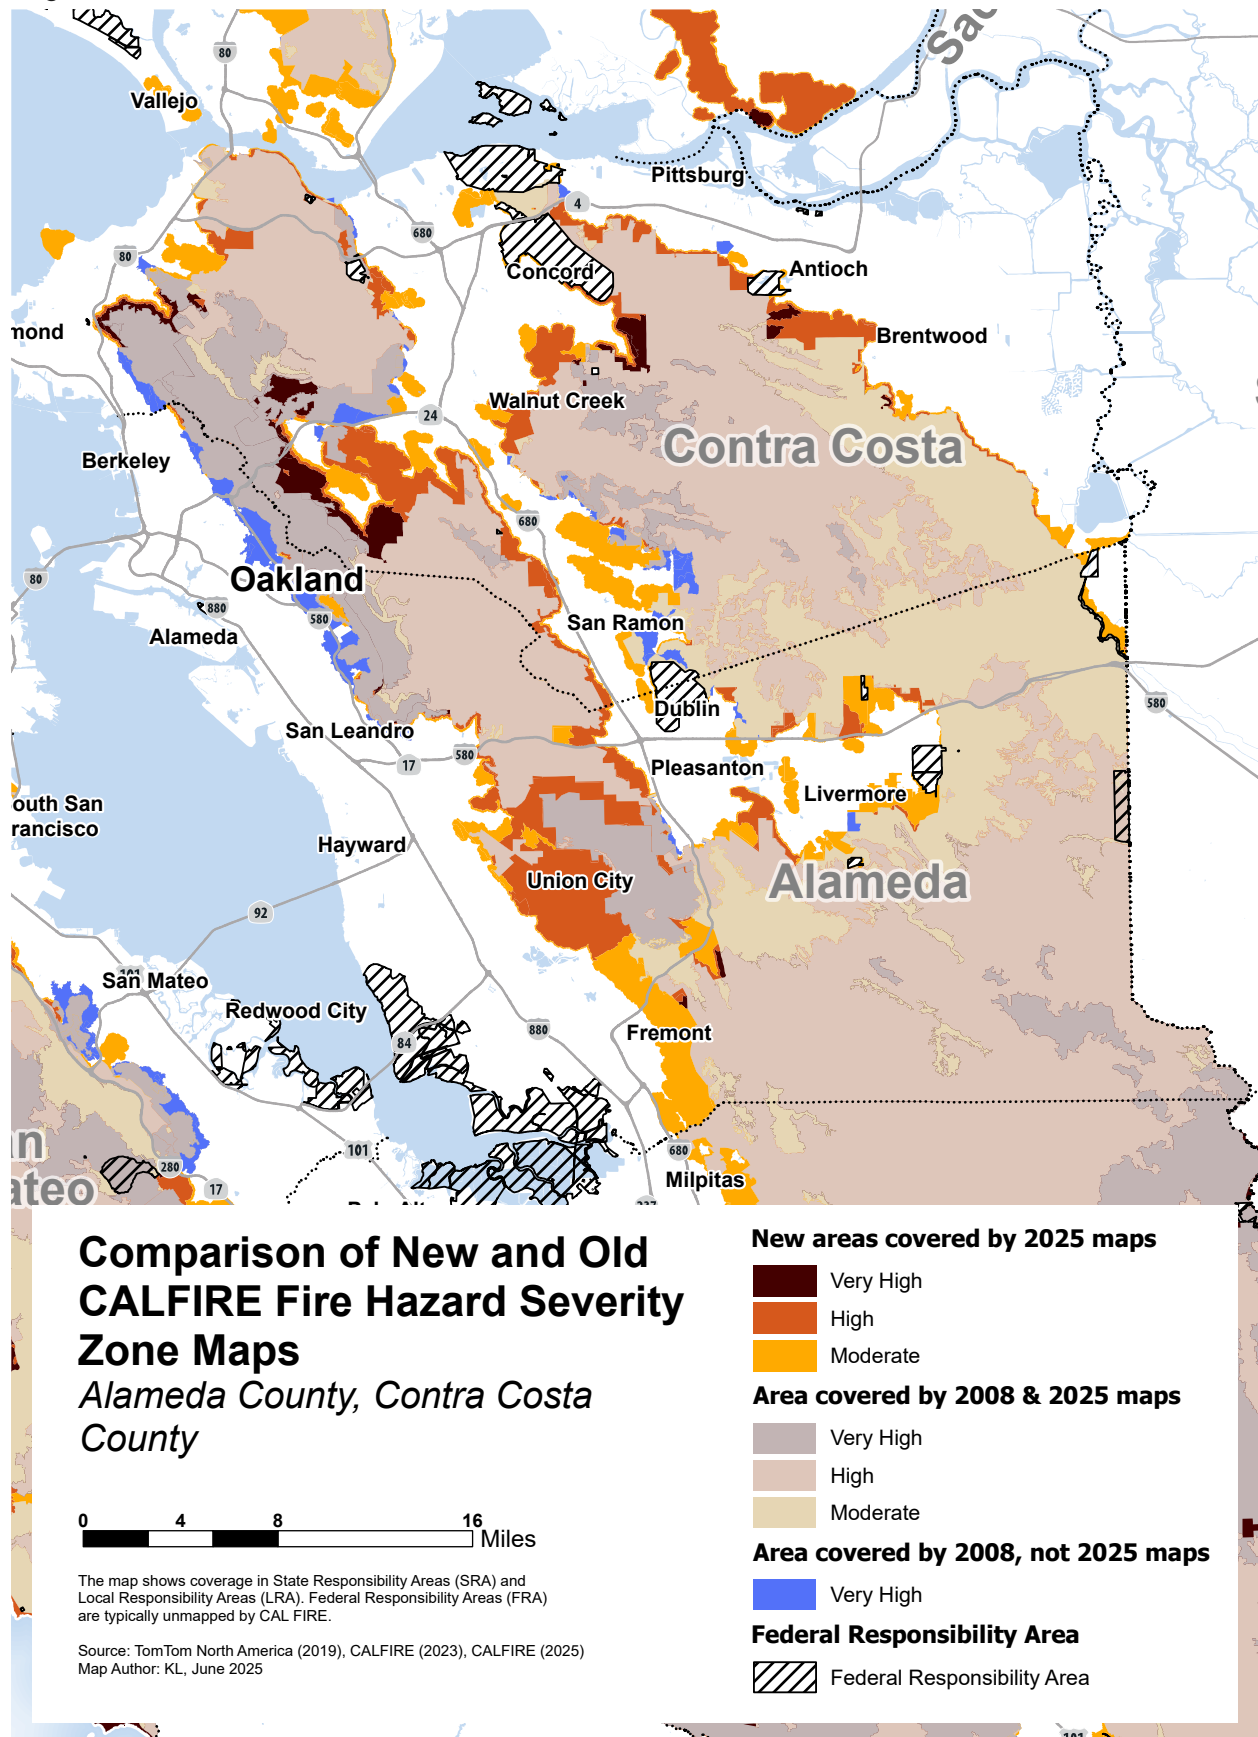 Sac
80
Vallejo
Pittsburg
4
680
80
Concord
Antioch
mond
Brentwood
Walnut Creek
24
Contra Costa
Berkeley
680
80
Oakland
880
580
Alameda
San Ramon
Dublin
580
San Leandro
580
17
Pleasanton
Livermore
outh San
rancisco
Hayward
Union City
Alameda
92
101
San Mateo
Redwood City
880
Fremont
84
101
680
n
280
Milpitas
ateo
17
237
Comparison of New and Old
CALFIRE Fire Hazard Severity
Zone Maps
Alameda County, Contra Costa
County
0 4 8 16
Miles
The map shows coverage in State Responsibility Areas (SRA) and
Local Responsibility Areas (LRA). Federal Responsibility Areas (FRA)
are typically unmapped by CAL FIRE.
Source: TomTom North America (2019), CALFIRE (2023), CALFIRE (2025)
Map Author: KL, June 2025
New areas covered by 2025 maps
Very High
High
Moderate
Area covered by 2008 & 2025 maps
Very High
High
Moderate
Area covered by 2008, not 2025 maps
Very High
Federal Responsibility Area
Federal Responsibility Area
101